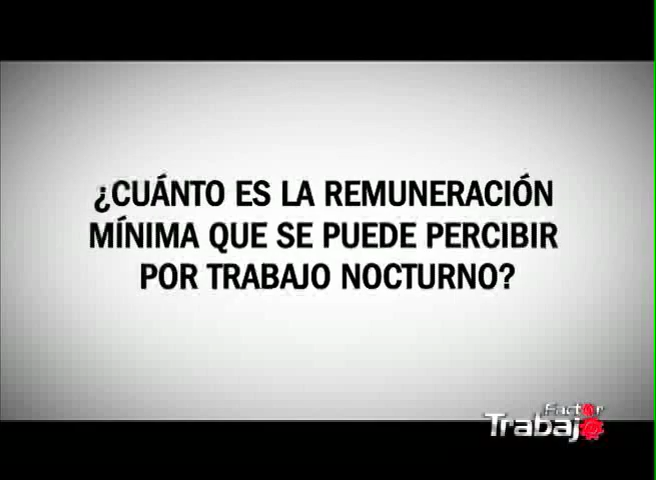 ¿CUÁNTO ES LA REMUNERACIÓN
MÍNIMA QUE SE PUEDE PERCIBIR
POR TRABAJO NOCTURNO?
Factor
Trabajo